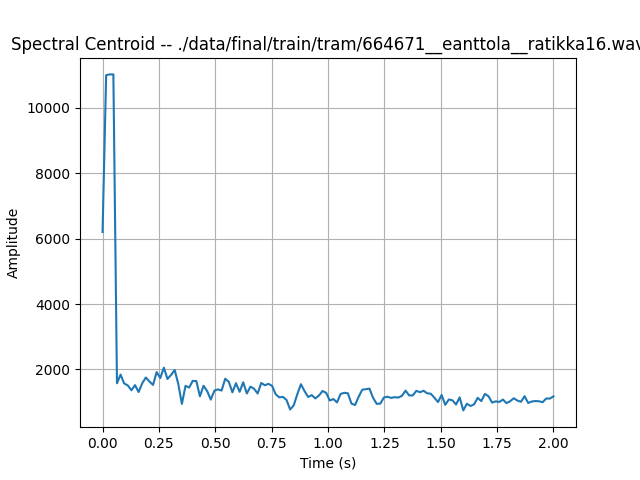 Spectral Centroid -- ./data/final/train/tram/664671__eanttola__ratikka16.wav
10000
8000
6000
4000
2000
Amplitude
0.00 0.25 0.50 0.75 1.00 1.25 1.50 1.75 2.00
Time (s)